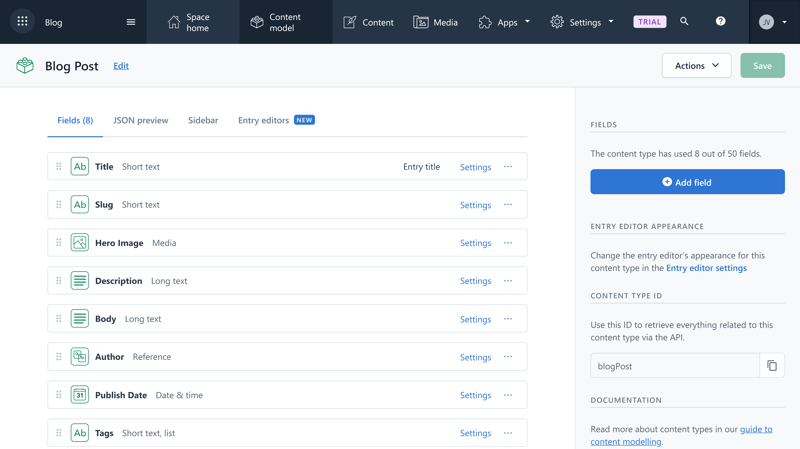 Blog
Space home
Content model
Content
Media
Apps
Settings
TRIAL
JV
Blog Post
Edit
Actions
Save
Fields (8)
JSON preview
Sidebar
Entry editors NEW
Ab Title Short text Entry title Settings
Ab Slug Short text Settings
Hero Image Media Settings
Description Long text Settings
Body Long text Settings
Author Reference Settings
31 Publish Date Date & time Settings
Ab Tags Short text, list Settings
FIELDS
The content type has used 8 out of 50 fields.
Add field
ENTRY EDITOR APPEARANCE
Change the entry editor's appearance for this
content type in the Entry editor settings
CONTENT TYPE ID
Use this ID to retrieve everything related to this
content type via the API.
blogPost
DOCUMENTATION
Read more about content types in our guide to
content modelling.